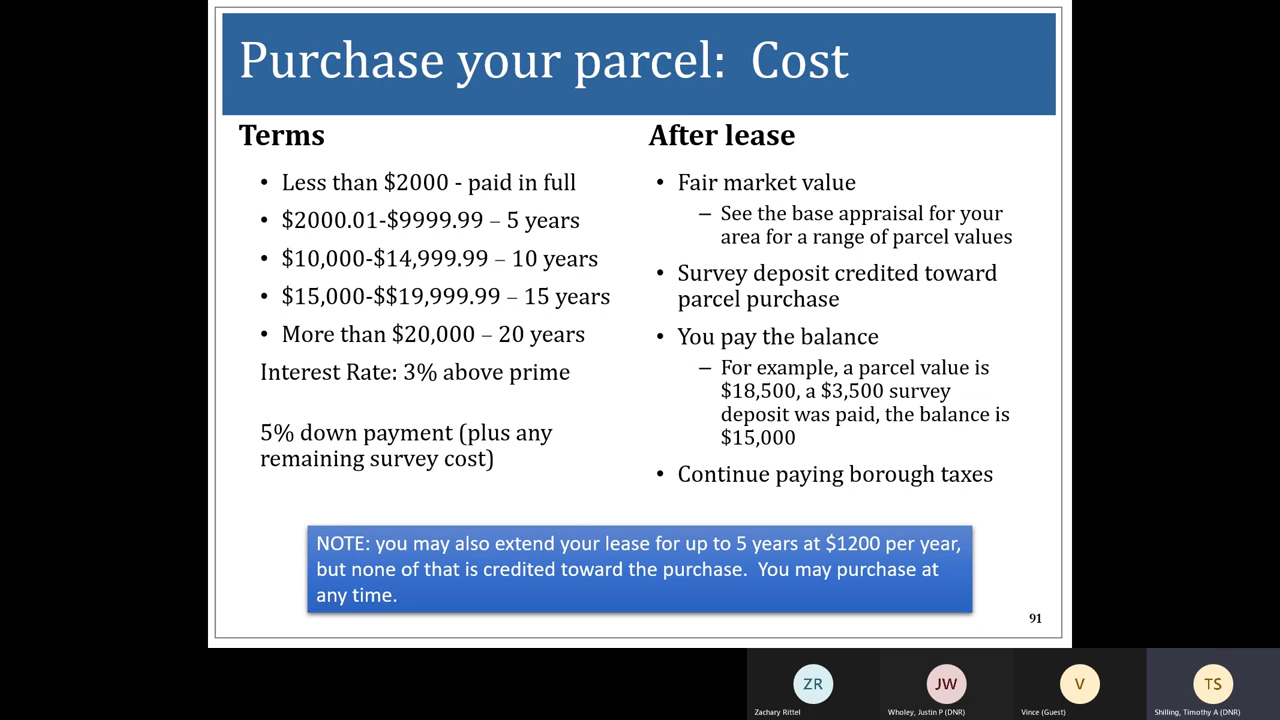 Purchase your parcel:  Cost
Terms
• Less than $2000 - paid in full
• $2000.01-$9999.99 – 5 years
• $10,000-$14,999.99 – 10 years
• $15,000-$$19,999.99 – 15 years
• More than $20,000 – 20 years
Interest Rate: 3% above prime
5% down payment (plus any
remaining survey cost)
After lease
• Fair market value
– See the base appraisal for your
area for a range of parcel values
• Survey deposit credited toward
parcel purchase
• You pay the balance
– For example, a parcel value is
$18,500, a $3,500 survey
deposit was paid, the balance is
$15,000
• Continue paying borough taxes
NOTE: you may also extend your lease for up to 5 years at $1200 per year,
but none of that is credited toward the purchase.  You may purchase at
any time.
91
ZR
JW
V
TS
Zachary Rittel
Wholey, Justin P (DNR)
Vince (Guest)
Shilling, Timothy A (DNR)